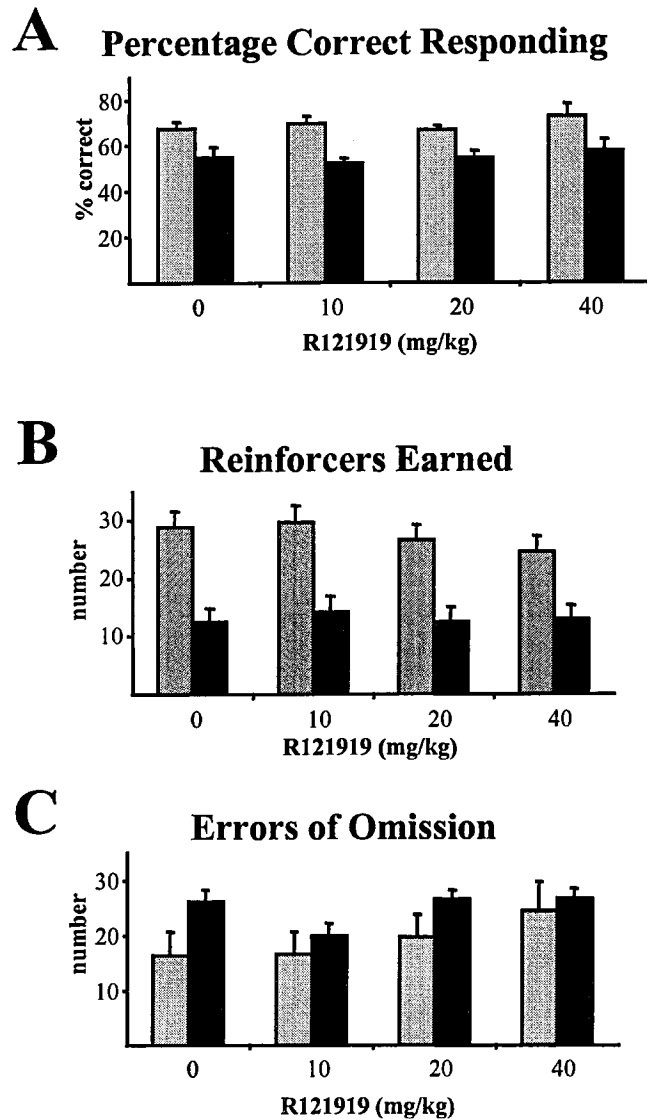 A
Percentage Correct Responding
% correct
80
60
40
20
0 10 20 40
R121919 (mg/kg)
B
Reinforcers Earned
number
30
20
10
0 10 20 40
R121919 (mg/kg)
C
Errors of Omission
number
30
20
10
0 10 20 40
R121919 (mg/kg)